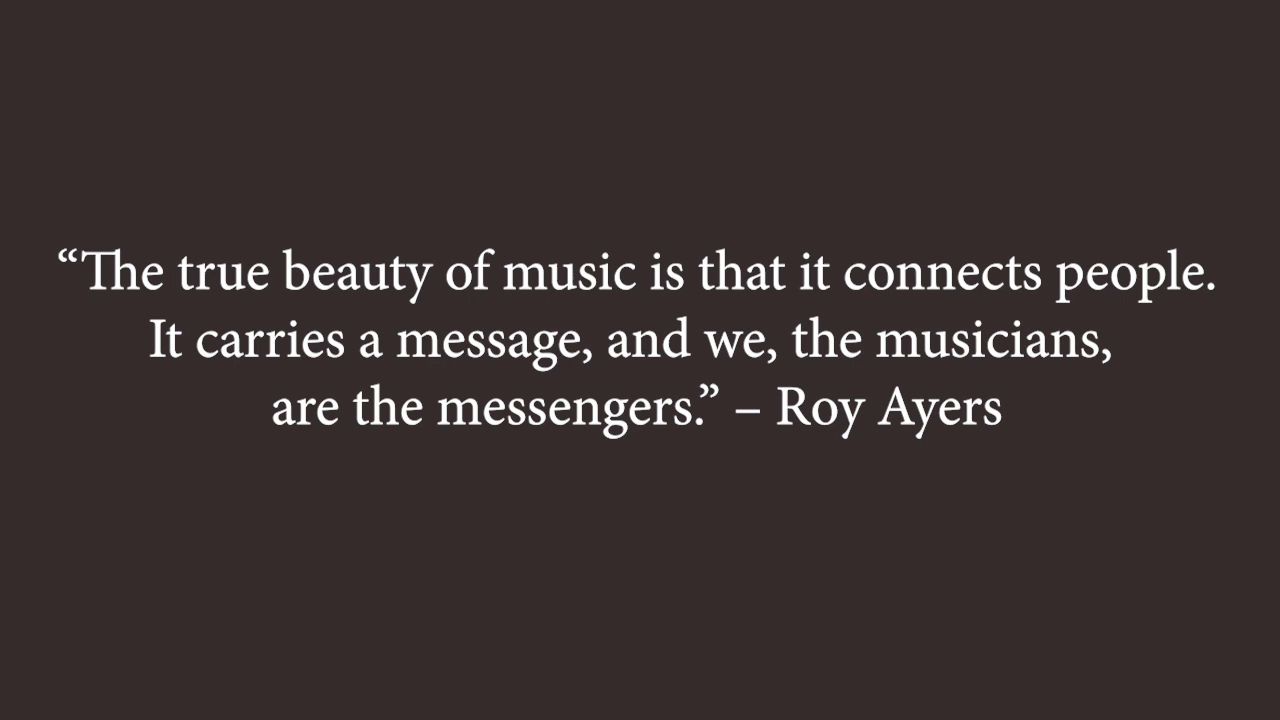 “The true beauty of music is that it connects people.
It carries a message, and we, the musicians,
are the messengers.” – Roy Ayers